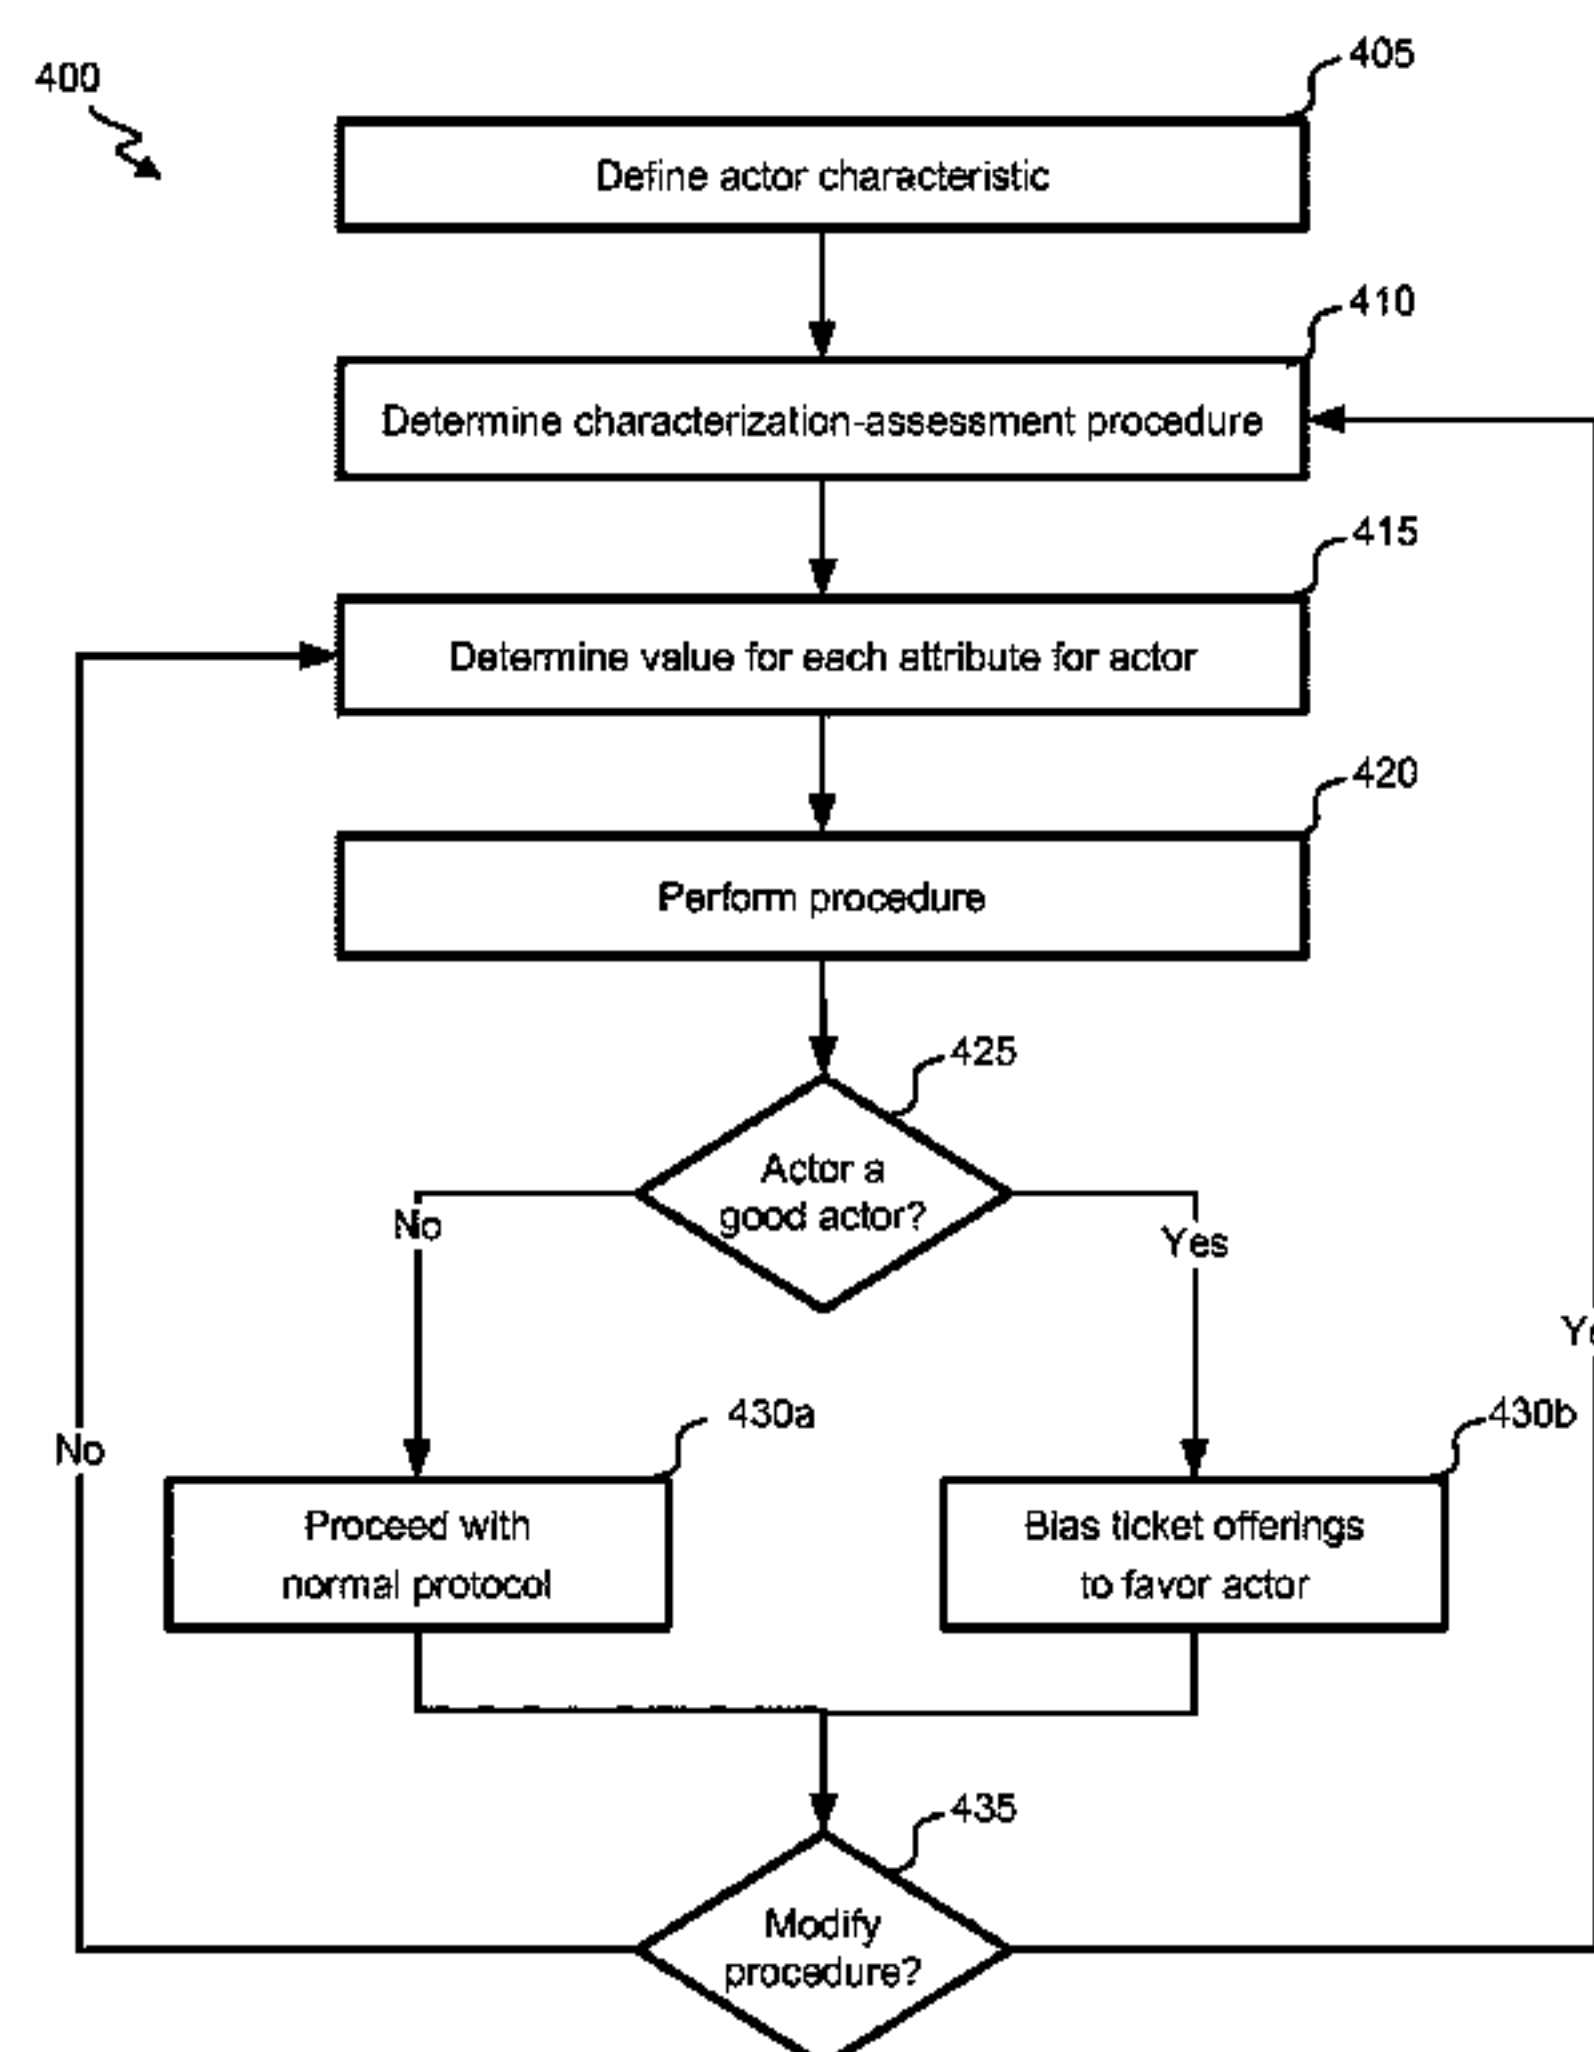 400
405
Define actor characteristic
410
Determine characterization-assessment procedure
415
Determine value for each attribute for actor
420
Perform procedure
425
Actor a
good actor?
No
Yes
430a
430b
No
Proceed with
normal protocol
Bias ticket offerings
to favor actor
435
Modify
procedure?